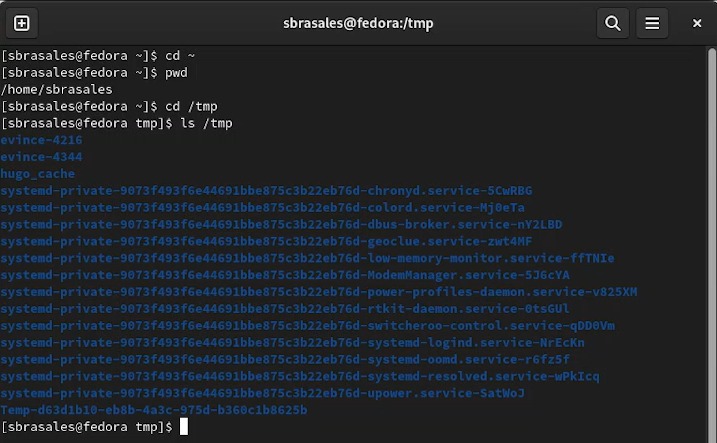 sbrasales@fedora:/tmp
[sbrasales@fedora ~]$ cd ~
[sbrasales@fedora ~]$ pwd
/home/sbrasales
[sbrasales@fedora ~]$ cd /tmp
[sbrasales@fedora tmp]$ ls /tmp
evince-4216
evince-4344
hugo_cache
systemd-private-9073f493f6e44691bbe875c3b22eb76d-chronyd.service-5CwRBG
systemd-private-9073f493f6e44691bbe875c3b22eb76d-colord.service-Mj0eTa
systemd-private-9073f493f6e44691bbe875c3b22eb76d-dbus-broker.service-nY2LBD
systemd-private-9073f493f6e44691bbe875c3b22eb76d-geoclue.service-zwt4MF
systemd-private-9073f493f6e44691bbe875c3b22eb76d-low-memory-monitor.service-ffTNIe
systemd-private-9073f493f6e44691bbe875c3b22eb76d-ModemManager.service-5JGcYA
systemd-private-9073f493f6e44691bbe875c3b22eb76d-power-profiles-daemon.service-v825XM
systemd-private-9073f493f6e44691bbe875c3b22eb76d-rtkit-daemon.service-0tsGUl
systemd-private-9073f493f6e44691bbe875c3b22eb76d-switcheroo-control.service-qDD0Vm
systemd-private-9073f493f6e44691bbe875c3b22eb76d-systemd-logind.service-NrEcKn
systemd-private-9073f493f6e44691bbe875c3b22eb76d-systemd-oomd.service-r6fz5f
systemd-private-9073f493f6e44691bbe875c3b22eb76d-systemd-resolved.service-wPkIcq
systemd-private-9073f493f6e44691bbe875c3b22eb76d-upower.service-SatWoJ
Temp-d63d1b10-eb8b-4a3c-975d-b360c1b8625b
[sbrasales@fedora tmp]$